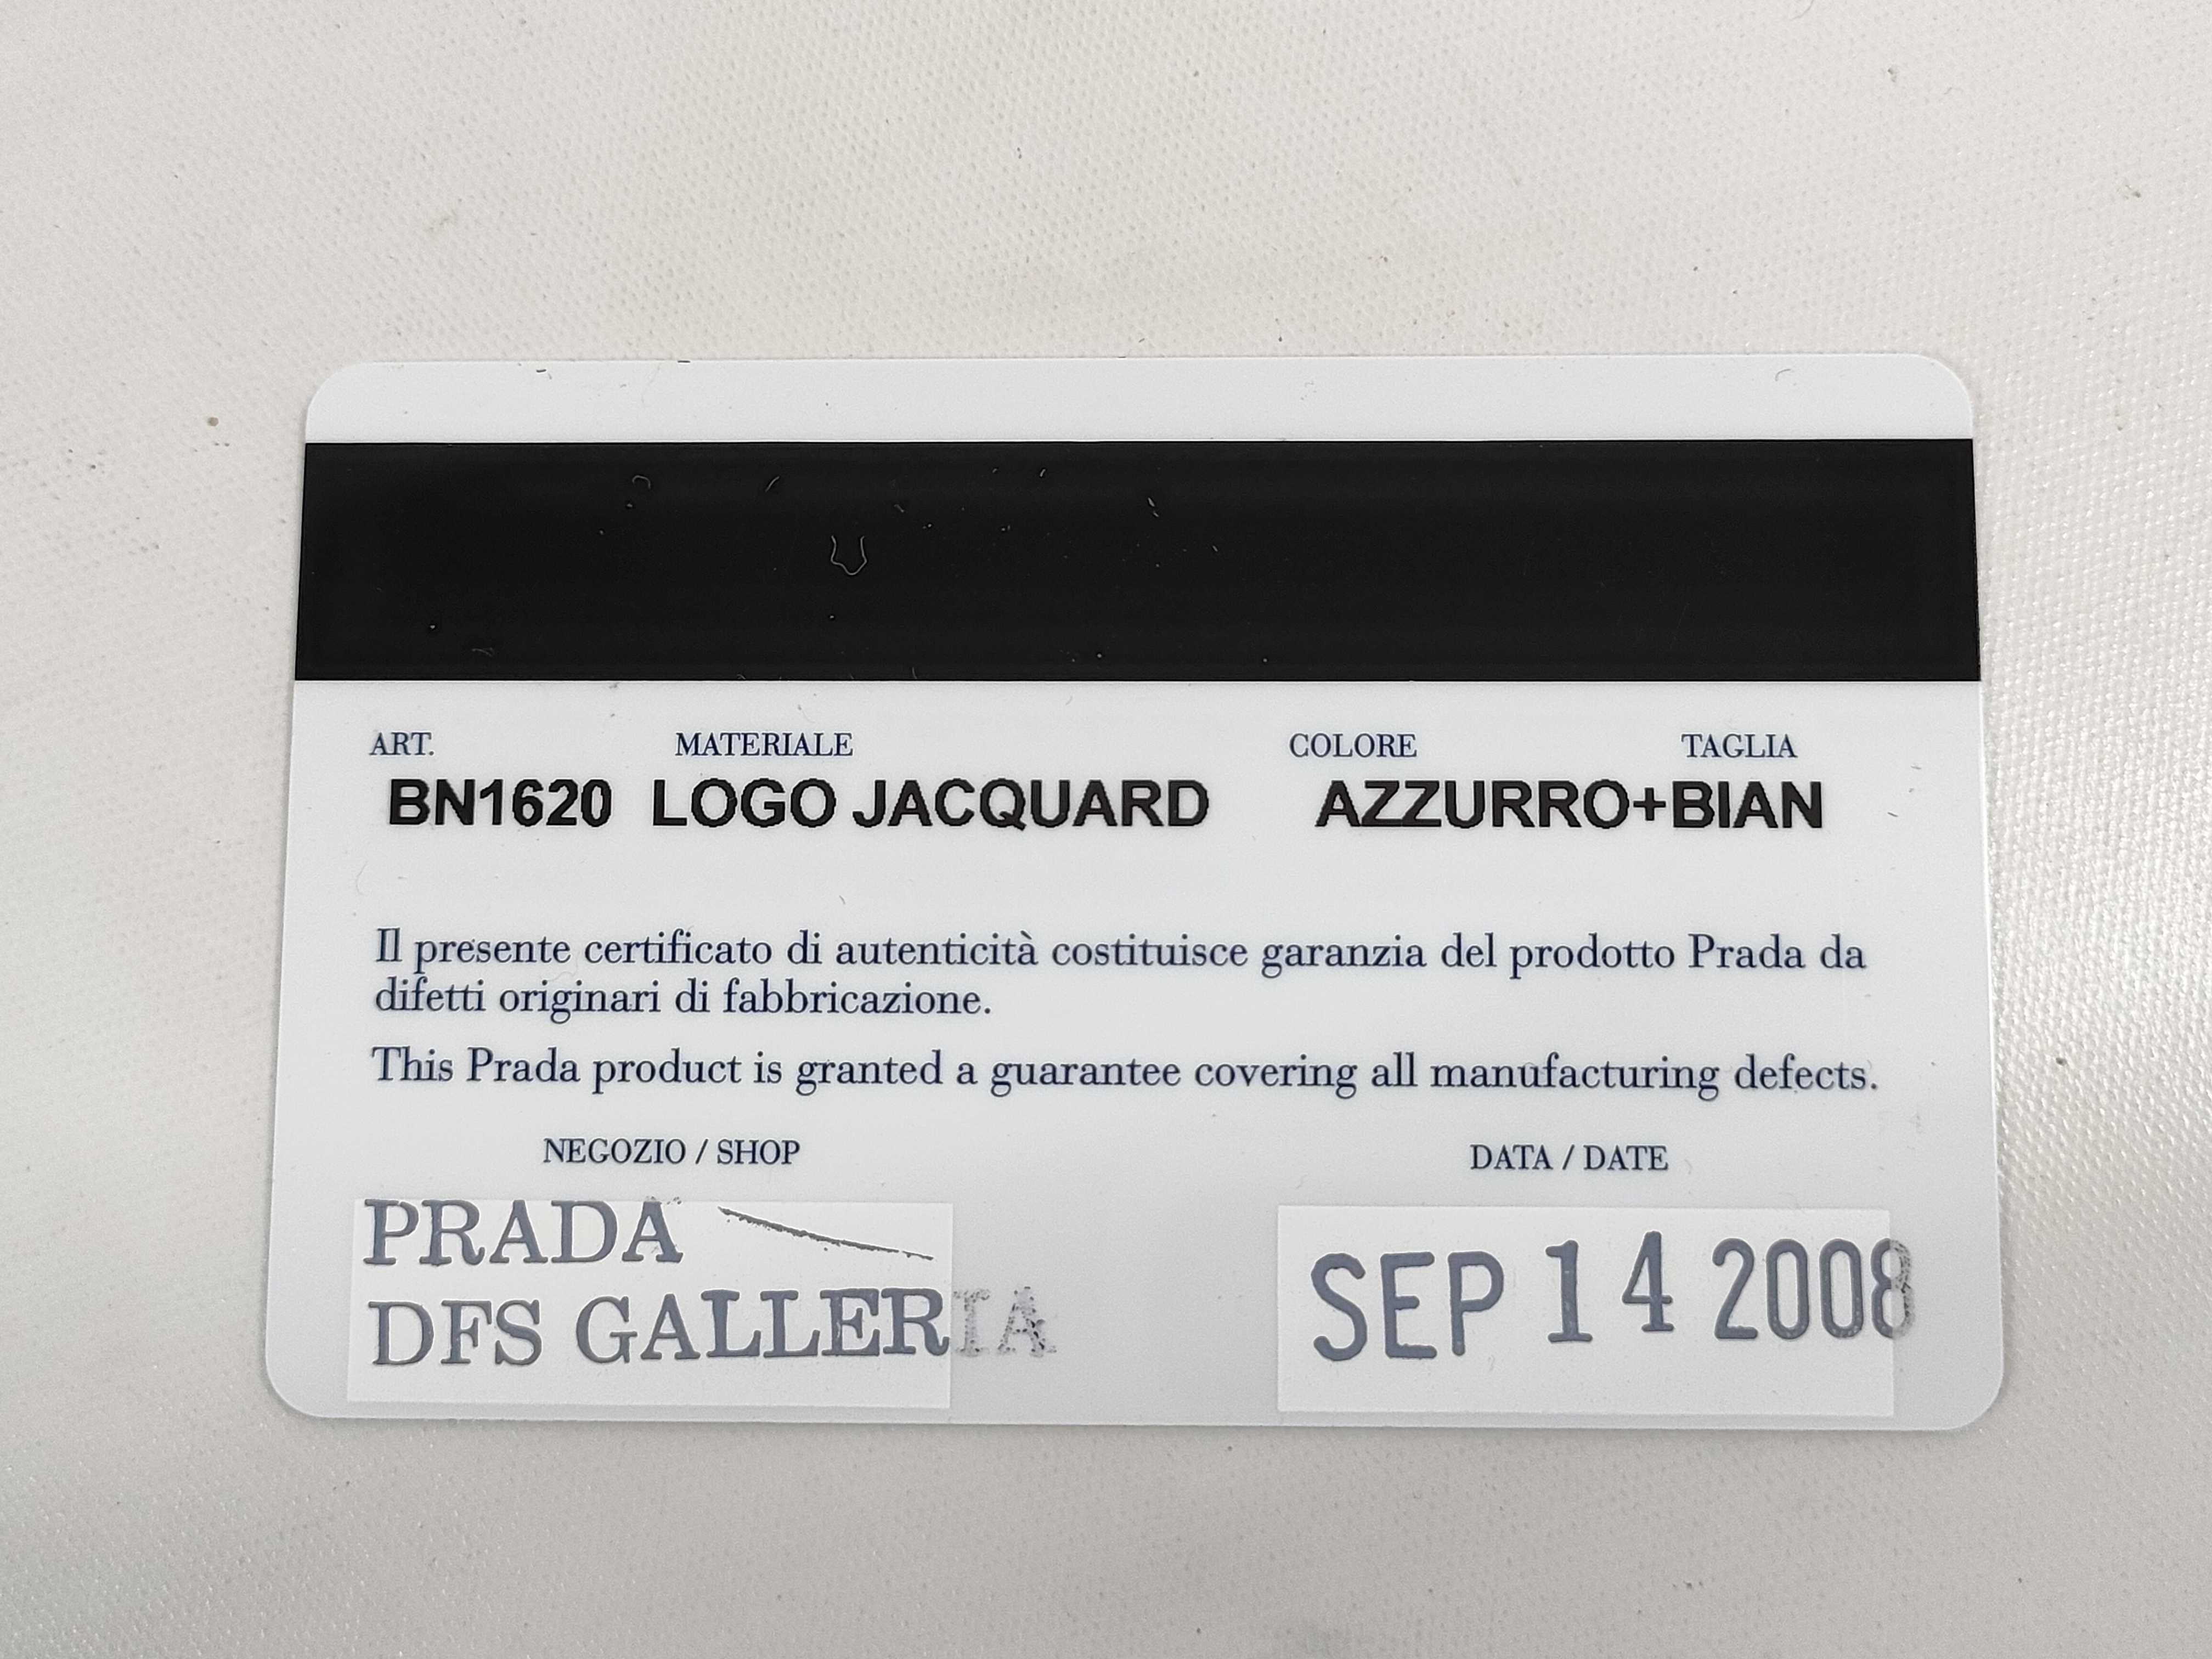 ART. MATERIALE COLORE TAGLIA
BN1620 LOGO JACQUARD AZZURRO+BIAN
Il presente certificato di autenticità costituisce garanzia del prodotto Prada da
difetti originari di fabbricazione.
This Prada product is granted a guarantee covering all manufacturing defects.
NEGOZIO / SHOP DATA / DATE
PRADA
DFS GALLERIA SEP 14 2008